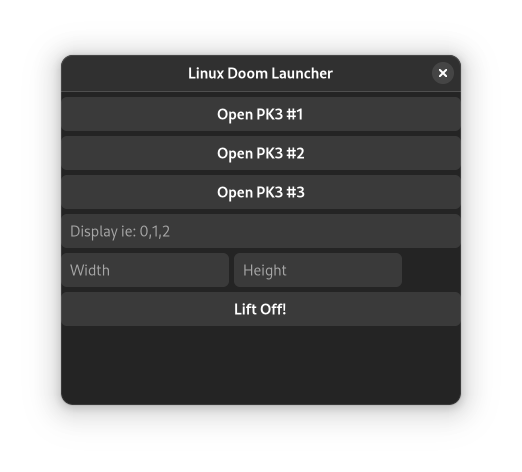 Linux Doom Launcher
Open PK3 #1
Open PK3 #2
Open PK3 #3
Display ie: 0,1,2
Width Height
Lift Off!